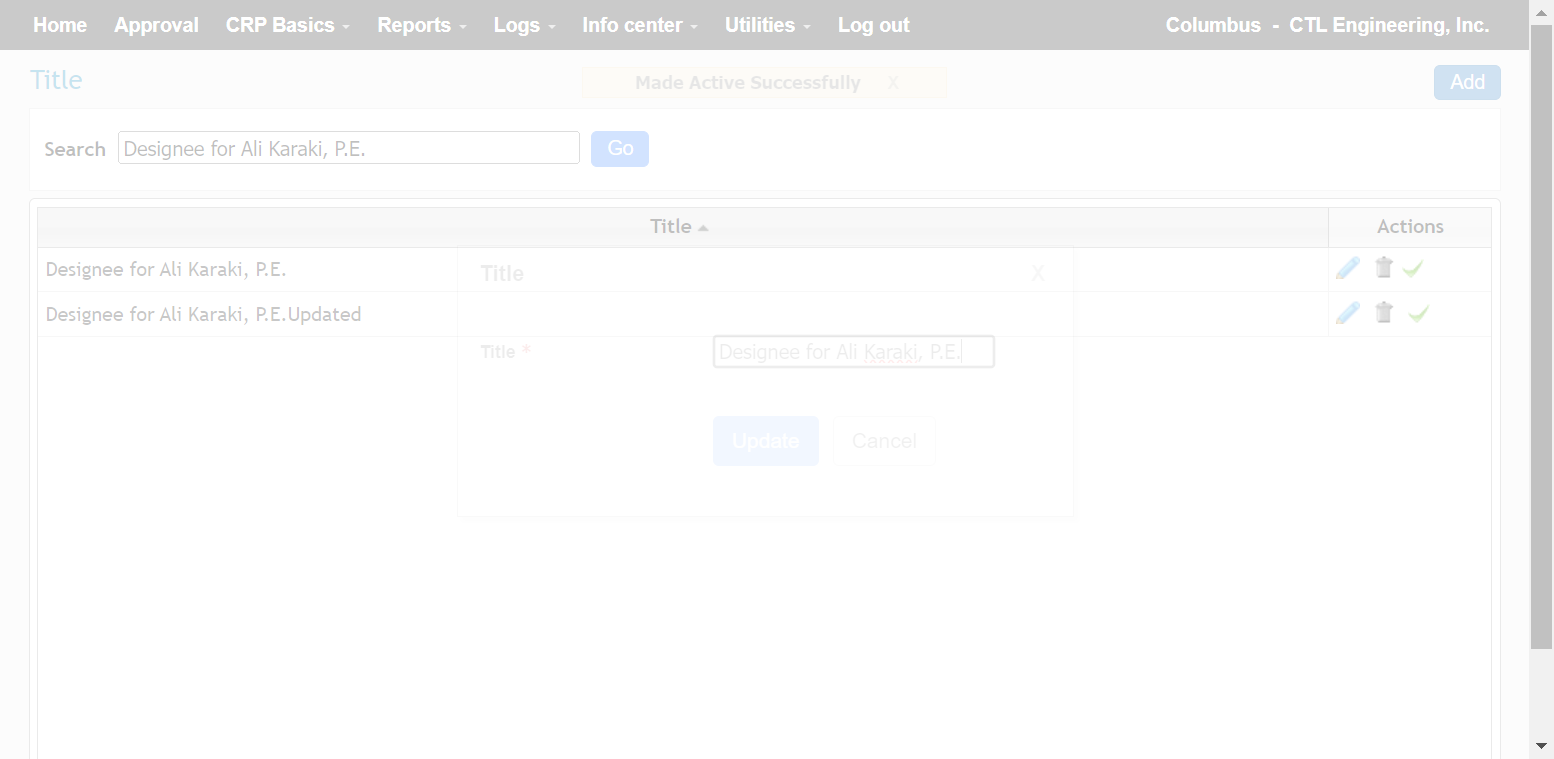 Home Approval CRP Basics Reports Logs Info center Utilities Log out Columbus - CTL Engineering, Inc.
Title Made Active Successfully X Add
Search Designee for Ali Karaki, P.E. Go
Title Actions
Designee for Ali Karaki, P.E.
Title X
Designee for Ali Karaki, P.E.Updated
Title * Designee for Ali Karaki, P.E.
Update Cancel